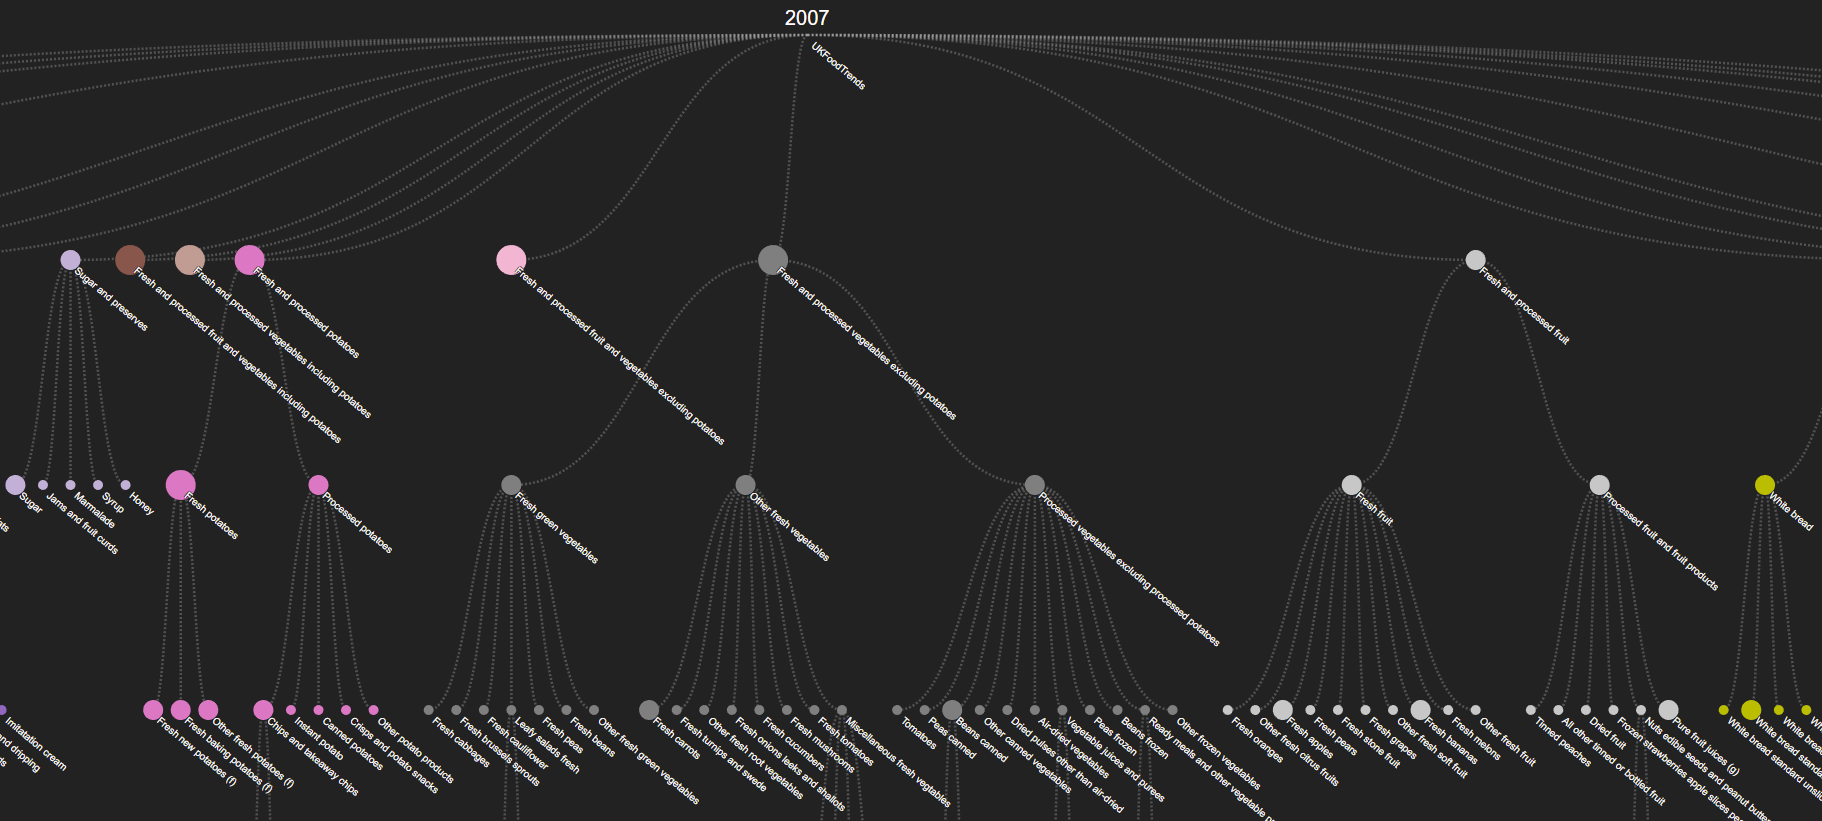 2007
UKFoodTrends
Sugar and preserves
Fresh and processed fruit and vegetables including potatoes
Fresh and processed vegetables including potatoes
Fresh and processed potatoes
Fresh and processed fruit and vegetables excluding potatoes
Fresh and processed vegetables excluding potatoes
Fresh and processed fruit
Sugar
Jams and fruit curds
Marmalade
Syrup
Honey
Fresh potatoes
Processed potatoes
Fresh green vegetables
Other fresh vegetables
Processed vegetables excluding processed potatoes
Fresh fruit
Processed fruit and fruit products
White bread
Imitation cream
and dripping
Fresh new potatoes (f)
Fresh baking potatoes (f)
Other fresh potatoes (f)
Chips and takeaway chips
Instant potato
Canned potatoes
Crisps and potato snacks
Other potato products
Fresh cabbages
Fresh brussels sprouts
Fresh cauliflower
Leafy salads fresh
Fresh peas
Fresh beans
Other fresh green vegetables
Fresh carrots
Fresh turnips and swede
Other fresh root vegetables
Fresh onions leeks and shallots
Fresh cucumbers
Fresh mushrooms
Fresh tomatoes
Miscellaneous fresh vegtables
Tomatoes
Peas canned
Beans canned
Other canned vegetables
Dried pulses other than air-dried
Air-dried vegetables
Vegetable juices and purees
Peas frozen
Beans frozen
Ready meals and other vegetable
Other frozen vegetables
Fresh oranges
Other fresh citrus fruits
Fresh apples
Fresh pears
Fresh stone fruit
Fresh grapes
Other fresh soft fruit
Fresh bananas
Fresh melons
Other fresh fruit
Tinned peaches
All other tinned or bottled fruit
Dried fruit
Frozen strawberries apple slices
Nuts edible seeds and peanut
Pure fruit juices (g)
White bread standard
White bread
White bread